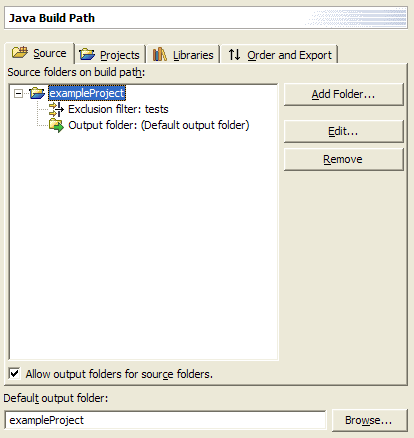 Java Build Path
Source Projects Libraries Order and Export
Source folders on build path:
exampleProject
Exclusion filter: tests
Output folder: (Default output folder)
Add Folder...
Edit...
Remove
Allow output folders for source folders.
Default output folder:
exampleProject
Browse...